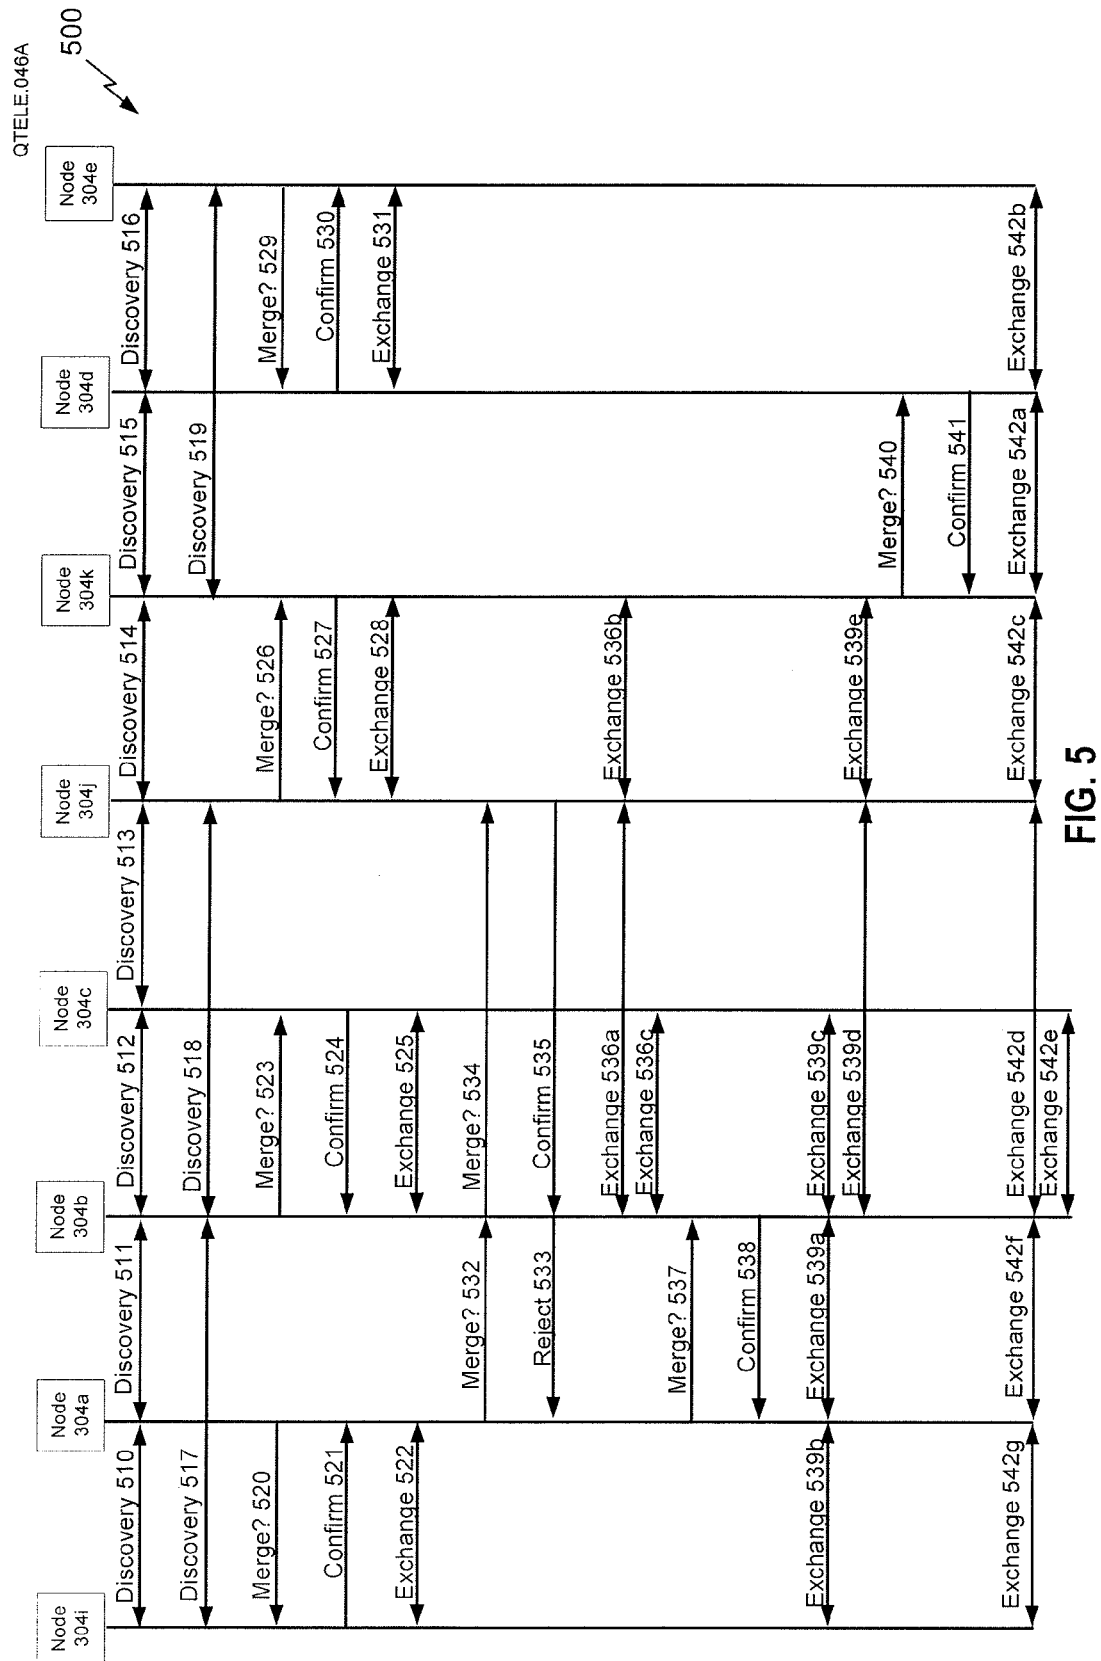 QTELE.046A
500
Node
304i
Node
304a
Node
304b
Node
304c
Node
304j
Node
304k
Node
304d
Node
304e
Discovery 510
Discovery 511
Discovery 512
Discovery 513
Discovery 514
Discovery 515
Discovery 516
Discovery 517
Discovery 518
Discovery 519
Merge? 520
Merge? 523
Merge? 526
Merge? 529
Confirm 521
Confirm 524
Confirm 527
Confirm 530
Exchange 522
Exchange 525
Exchange 528
Exchange 531
Merge? 532
Merge? 534
Reject 533
Confirm 535
Exchange 536a
Exchange 536b
Exchange 536c
Merge? 537
Confirm 538
Exchange 539b
Exchange 539a
Exchange 539c
Exchange 539d
Exchange 539e
Merge? 540
Confirm 541
Exchange 542g
Exchange 542f
Exchange 542d
Exchange 542c
Exchange 542a
Exchange 542b
Exchange 542e
FIG. 5